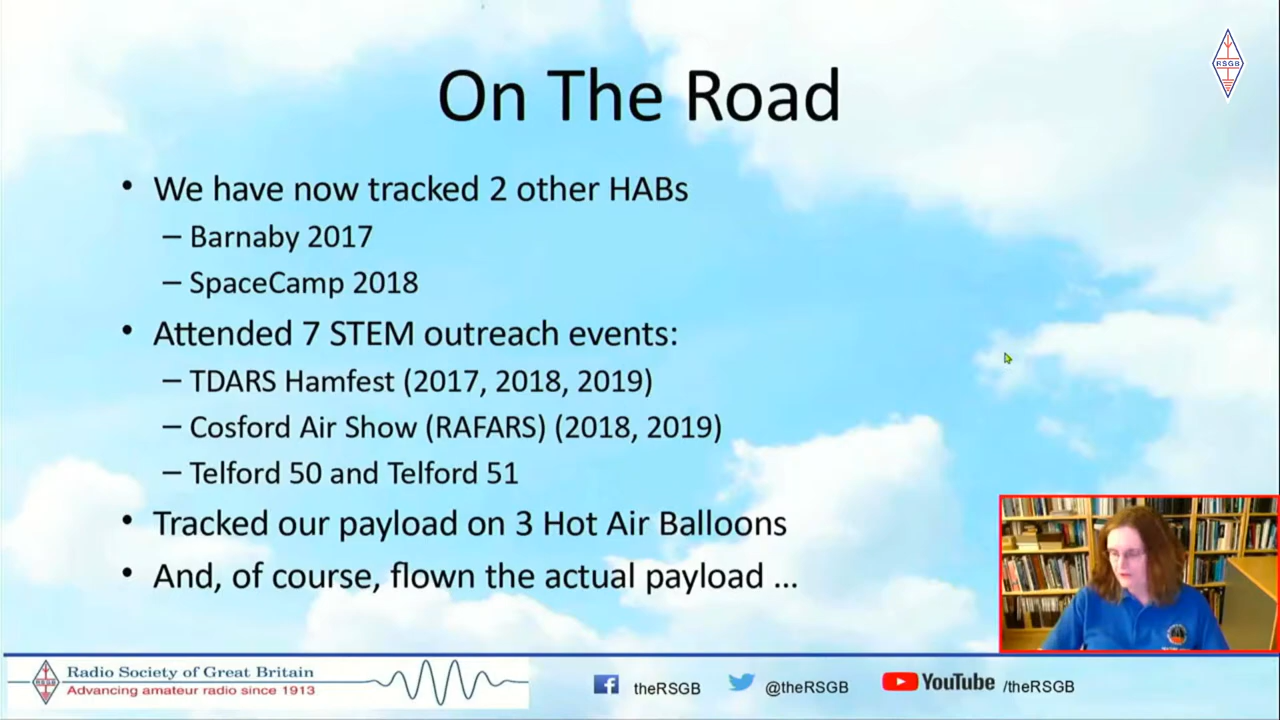 On The Road
RSGB
• We have now tracked 2 other HABs
– Barnaby 2017
– SpaceCamp 2018
• Attended 7 STEM outreach events:
– TDARS Hamfest (2017, 2018, 2019)
– Cosford Air Show (RAFARS) (2018, 2019)
– Telford 50 and Telford 51
• Tracked our payload on 3 Hot Air Balloons
• And, of course, flown the actual payload ...
RSGB
Radio Society of Great Britain
Advancing amateur radio since 1913
theRSGB
@theRSGB
YouTube /theRSGB